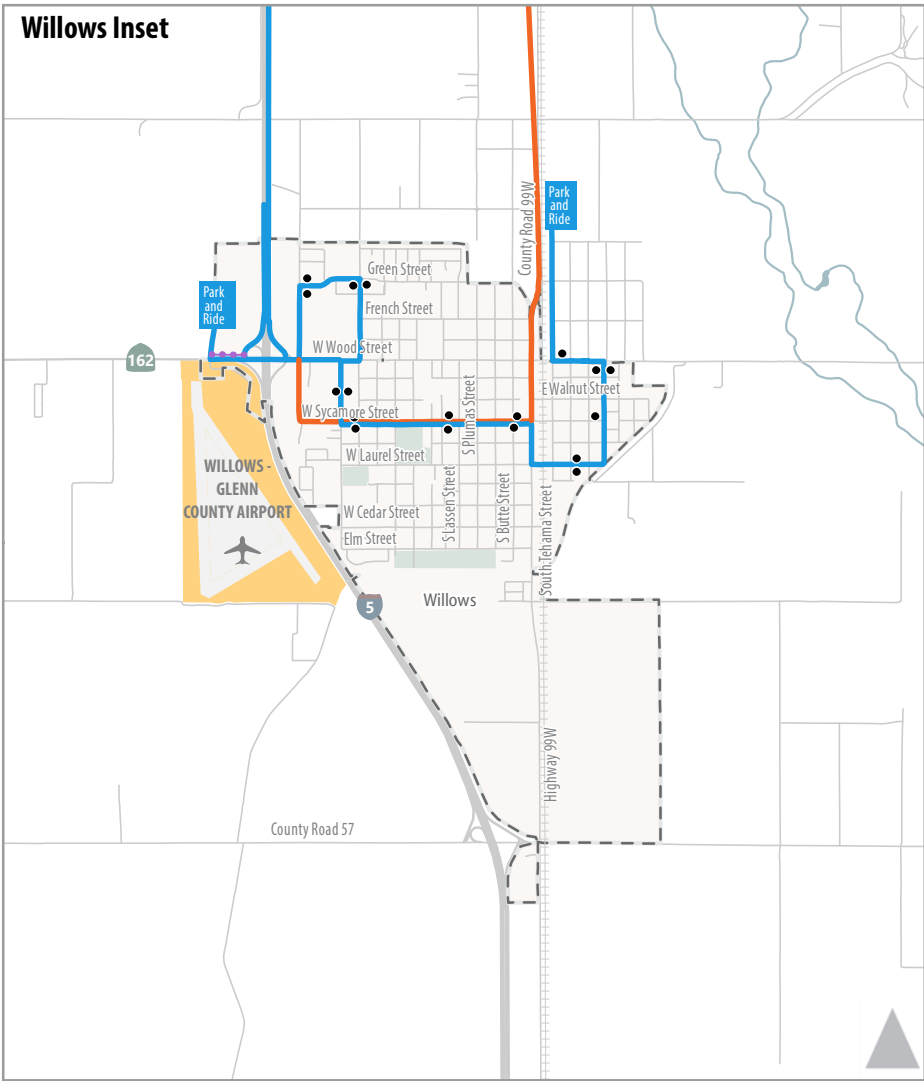 Willows Inset
County Road 99W
Park
and
Ride
Green Street
Park
and
Ride
French Street
W Wood Street
162
S Plumas Street
E Walnut Street
W Sycamore Street
W Laurel Street
WILLOWS -
GLENN
COUNTY AIRPORT
S Lassen Street
S Butte Street
South Tehama Street
W Cedar Street
Elm Street
5
Willows
Highway 99W
County Road 57